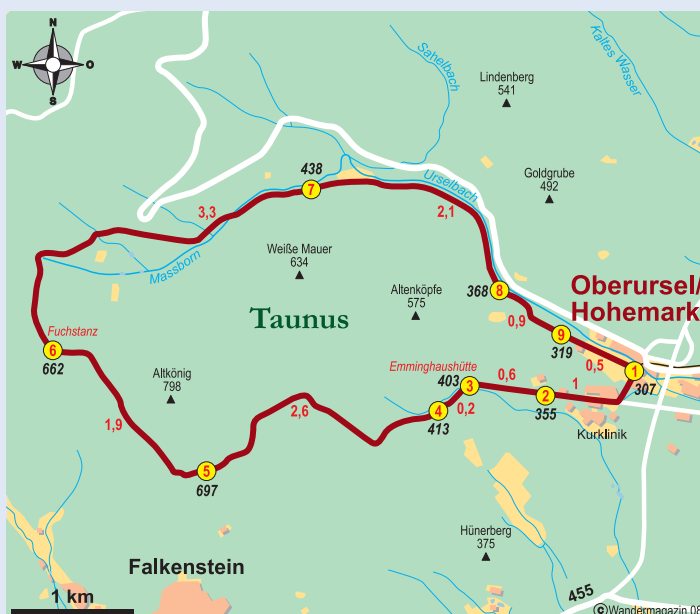 N
W
O
S
Sahelbach
Kaltes Wasser
Lindenberg
541
438
7
Urselbach
Goldgrube
492
3,3
2,1
Massborn
Weiße Mauer
634
Altenköpfe
575
368
8
Oberursel/
Hohemark
Taunus
0,9
9
319
0,5
Fuchstanz
6
662
Emminghaushütte
403
3
0,6
1
1
307
Altkönig
798
4
0,2
413
2
355
1,9
2,6
Kurklinik
5
697
Hünerberg
375
Falkenstein
1 km
455
©Wandermagazin